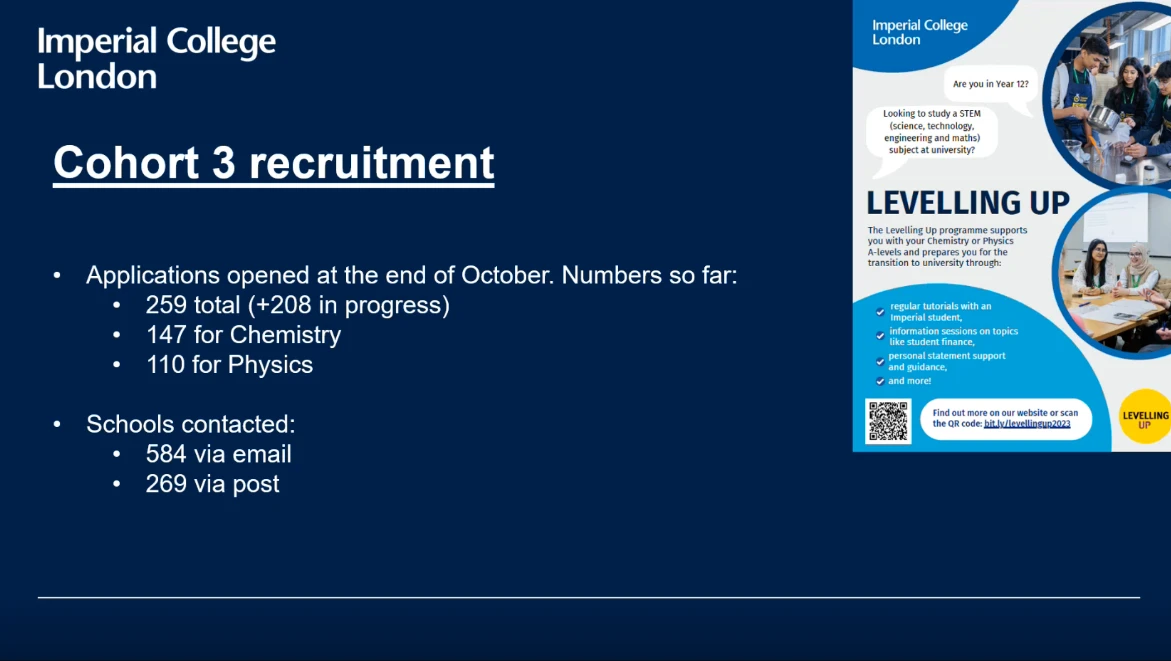 Imperial College
London
Cohort 3 recruitment
• Applications opened at the end of October. Numbers so far:
• 259 total (+208 in progress)
• 147 for Chemistry
• 110 for Physics
• Schools contacted:
• 584 via email
• 269 via post
Imperial College
London
Are you in Year 12?
Looking to study a STEM
(science, technology,
engineering and maths)
subject at university?
LEVELLING UP
The Levelling Up programme supports
you with your Chemistry or Physics
A-levels and prepares you for the
transition to university through:
regular tutorials with an
Imperial student,
information sessions on topics
like student finance,
personal statement support
and guidance,
and more!
Find out more on our website or scan
the QR code: bit.ly/levellingup2023
LEVELLING
UP